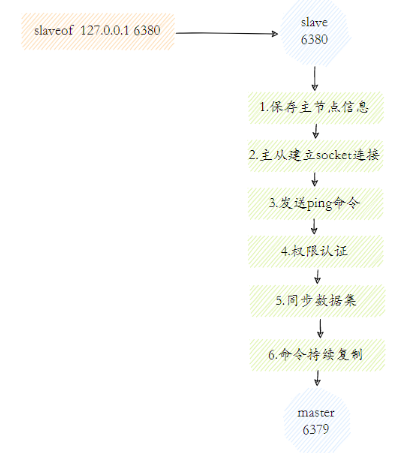 slaveof 127.0.0.1 6380
slave
6380
1.保存主节点信息
2.主从建立socket连接
3.发送ping命令
4.权限认证
5.同步数据集
6.命令持续复制
master
6379